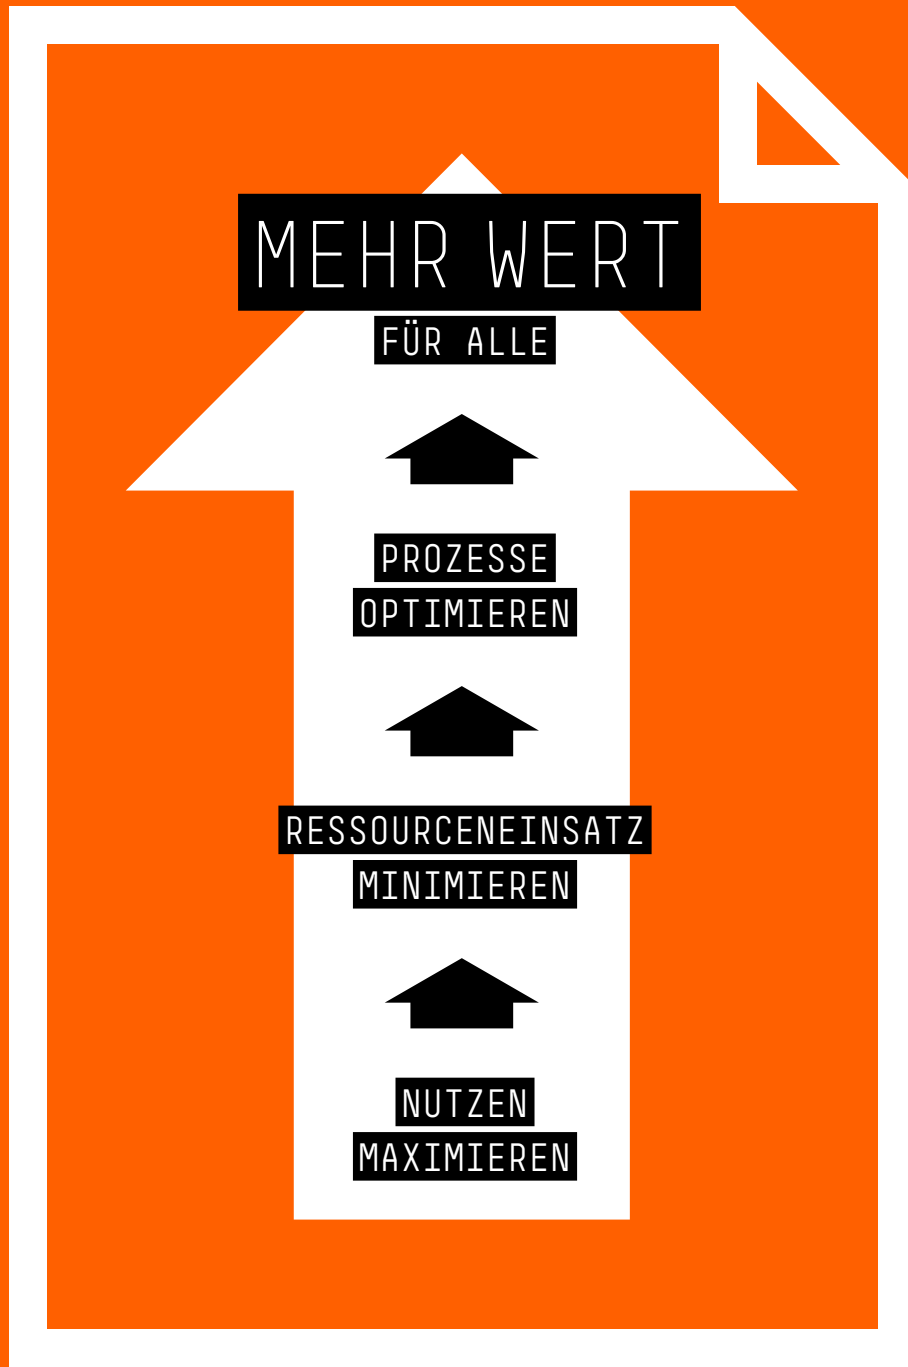 MEHR WERT
FÜR ALLE
PROZESSE
OPTIMIEREN
RESSOURCENEINSATZ
MINIMIEREN
NUTZEN
MAXIMIEREN